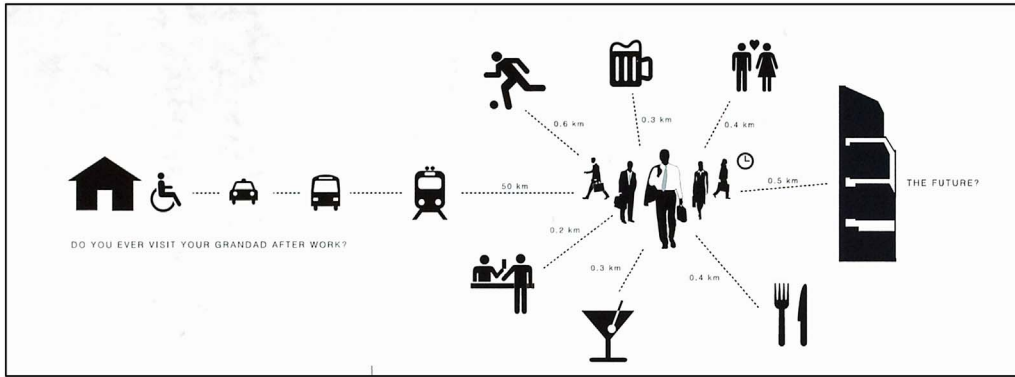 0.6 km
0.3 km
0.4 km
50 km
0.5 km
THE FUTURE?
0.2 km
DO YOU EVER VISIT YOUR GRANDAD AFTER WORK?
0.3 km
0.4 km